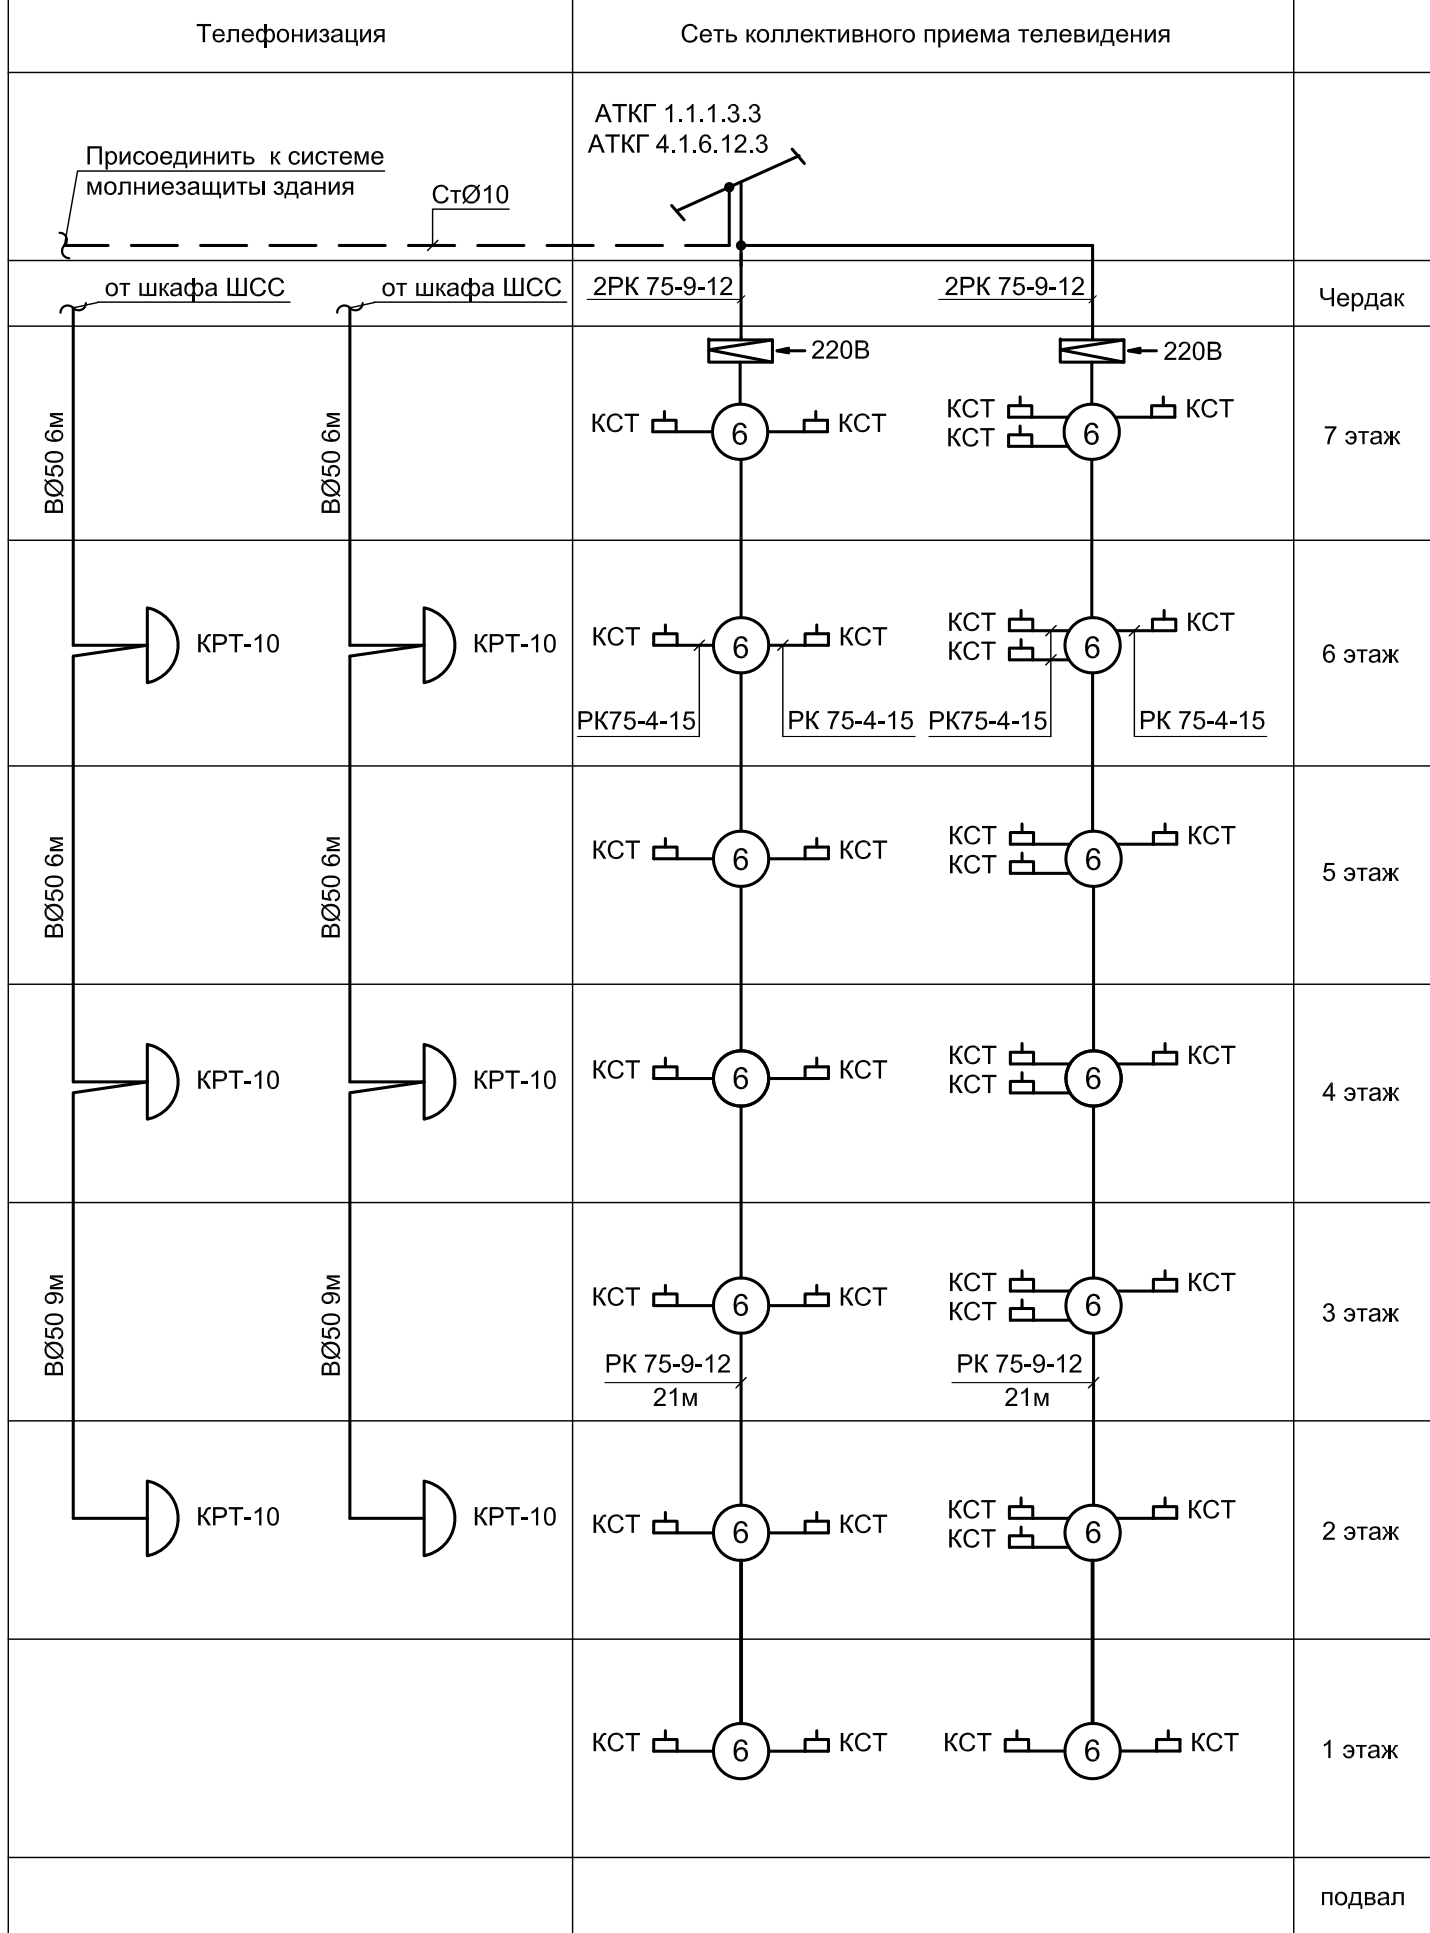 Телефонизация
Сеть коллективного приема телевидения
АТКГ 1.1.1.3.3
АТКГ 4.1.6.12.3
Присоединить к системе
молниезащиты здания
СтØ10
от шкафа ШСС
от шкафа ШСС
2РК 75-9-12
2РК 75-9-12
Чердак
220В
220В
ВØ50 6м
ВØ50 6м
КСТ
6
КСТ
КСТ
КСТ
6
КСТ
7 этаж
КРТ-10
КРТ-10
КСТ
6
КСТ
КСТ
КСТ
6
КСТ
6 этаж
РК75-4-15
РК 75-4-15
РК75-4-15
РК 75-4-15
ВØ50 6м
ВØ50 6м
КСТ
6
КСТ
КСТ
КСТ
6
КСТ
5 этаж
КРТ-10
КРТ-10
КСТ
6
КСТ
КСТ
КСТ
6
КСТ
4 этаж
ВØ50 9м
ВØ50 9м
КСТ
6
КСТ
КСТ
КСТ
6
КСТ
3 этаж
РК 75-9-12
21м
РК 75-9-12
21м
КРТ-10
КРТ-10
КСТ
6
КСТ
КСТ
КСТ
6
КСТ
2 этаж
КСТ
6
КСТ
КСТ
6
КСТ
1 этаж
подвал